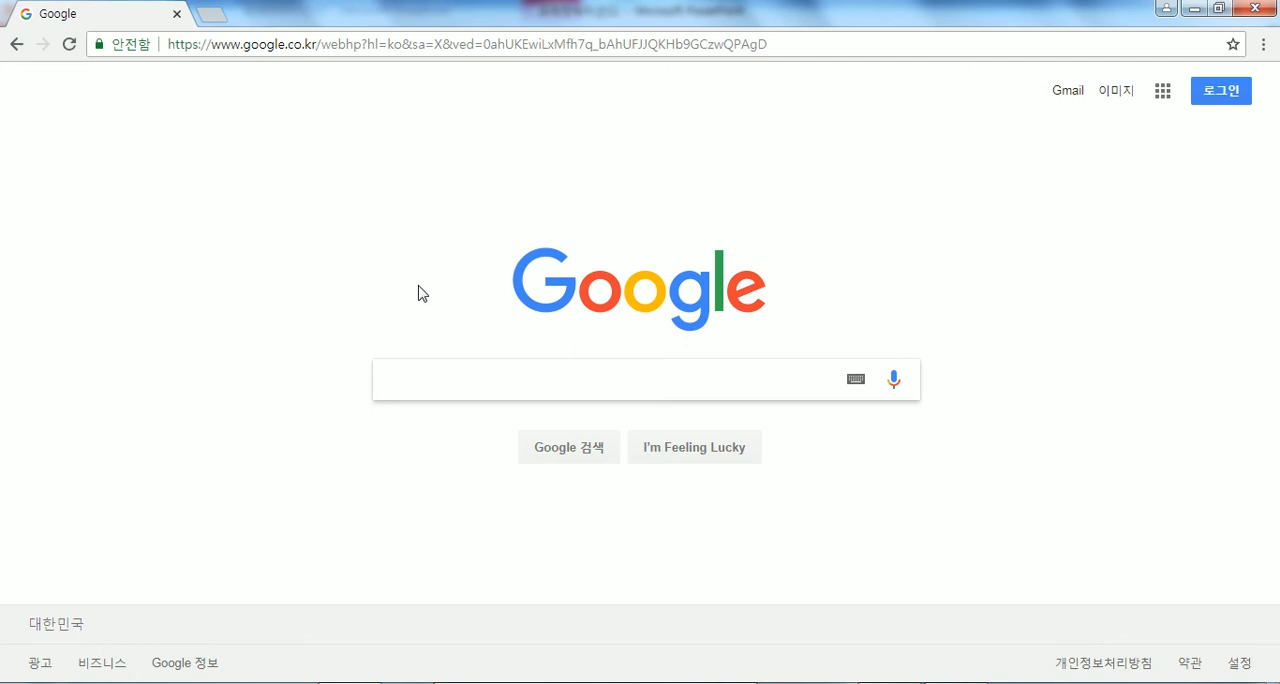 Google
안전함 https://www.google.co.kr/webhp?hl=ko&sa=X&ved=0ahUKEwiLxMfh7q_bAhUFJJQKHb9GCzwQPAgD
Gmail 이미지 로그인
Google
Google 검색 I'm Feeling Lucky
대한민국
광고 비즈니스 Google 정보 개인정보처리방침 약관 설정